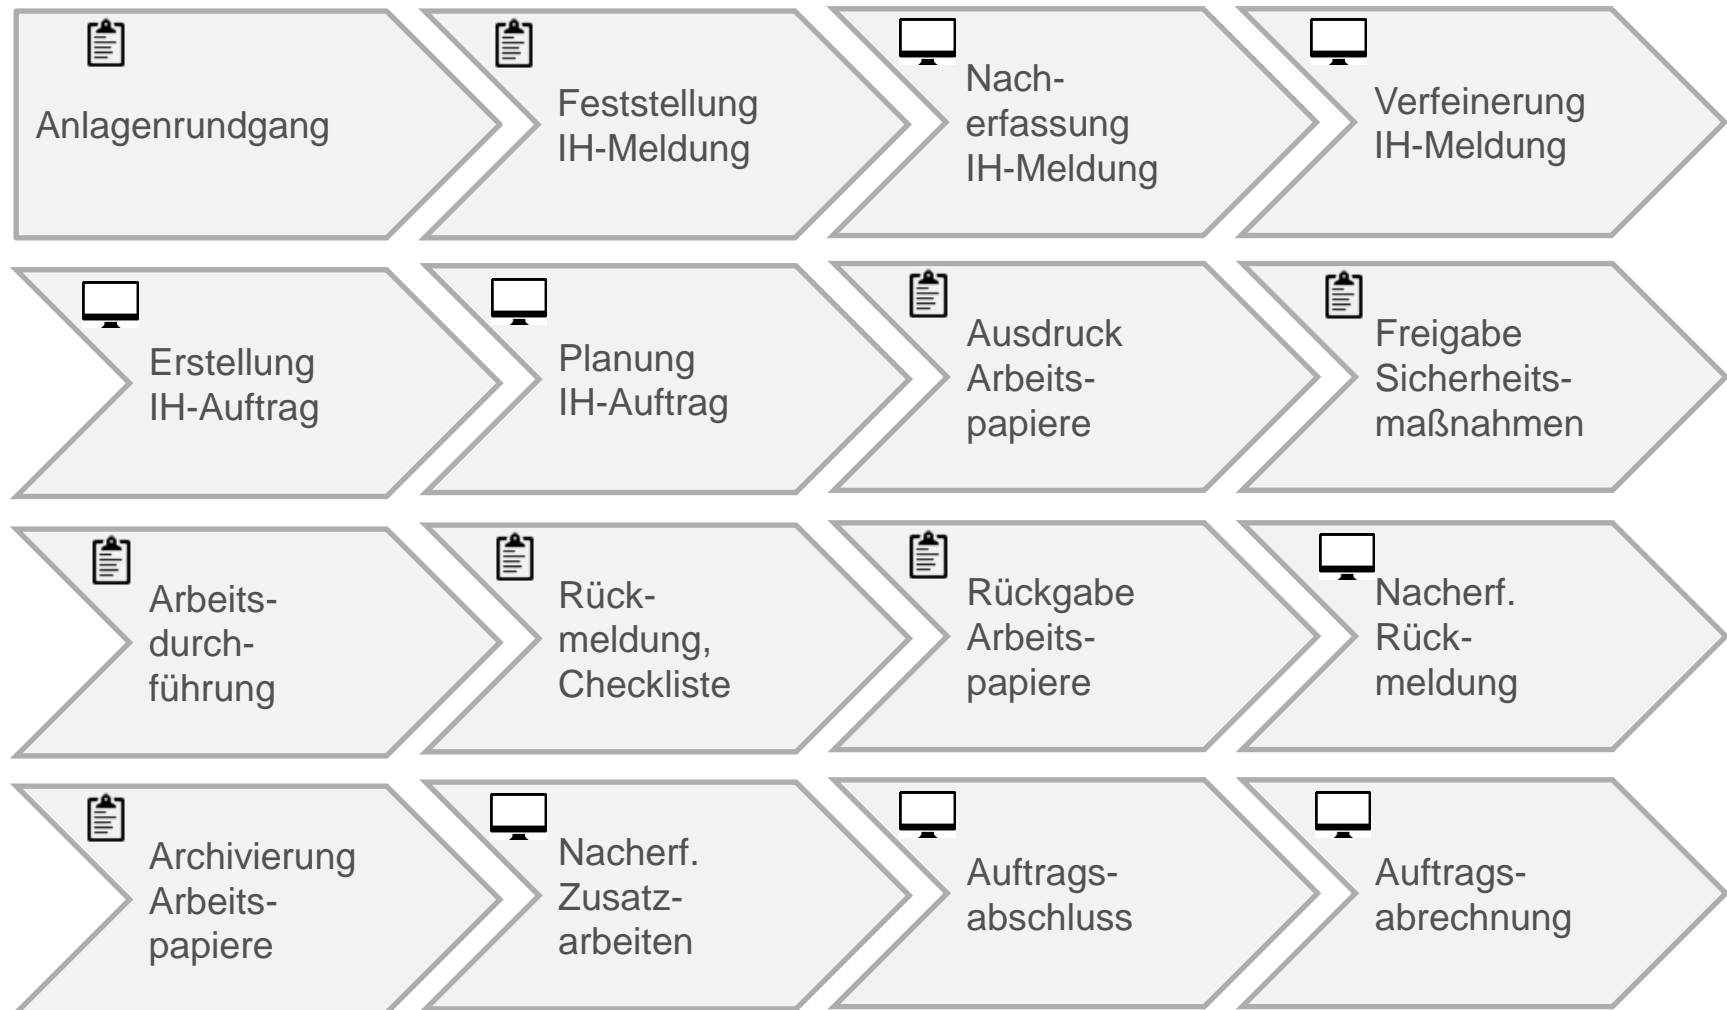 Anlagenrundgang
Feststellung
IH-Meldung
Nach-
erfassung
IH-Meldung
Verfeinerung
IH-Meldung
Erstellung
IH-Auftrag
Planung
IH-Auftrag
Ausdruck
Arbeits-
papiere
Freigabe
Sicherheits-
maßnahmen
Arbeits-
durch-
führung
Rück-
meldung,
Checkliste
Rückgabe
Arbeits-
papiere
Nacherf.
Rück-
meldung
Archivierung
Arbeits-
papiere
Nacherf.
Zusatz-
arbeiten
Auftrags-
abschluss
Auftrags-
abrechnung